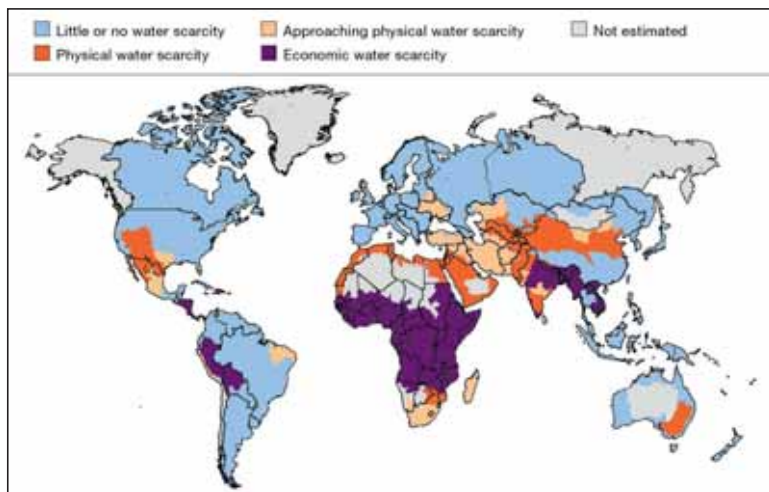 Little or no water scarcity
Approaching physical water scarcity
Not estimated
Physical water scarcity
Economic water scarcity